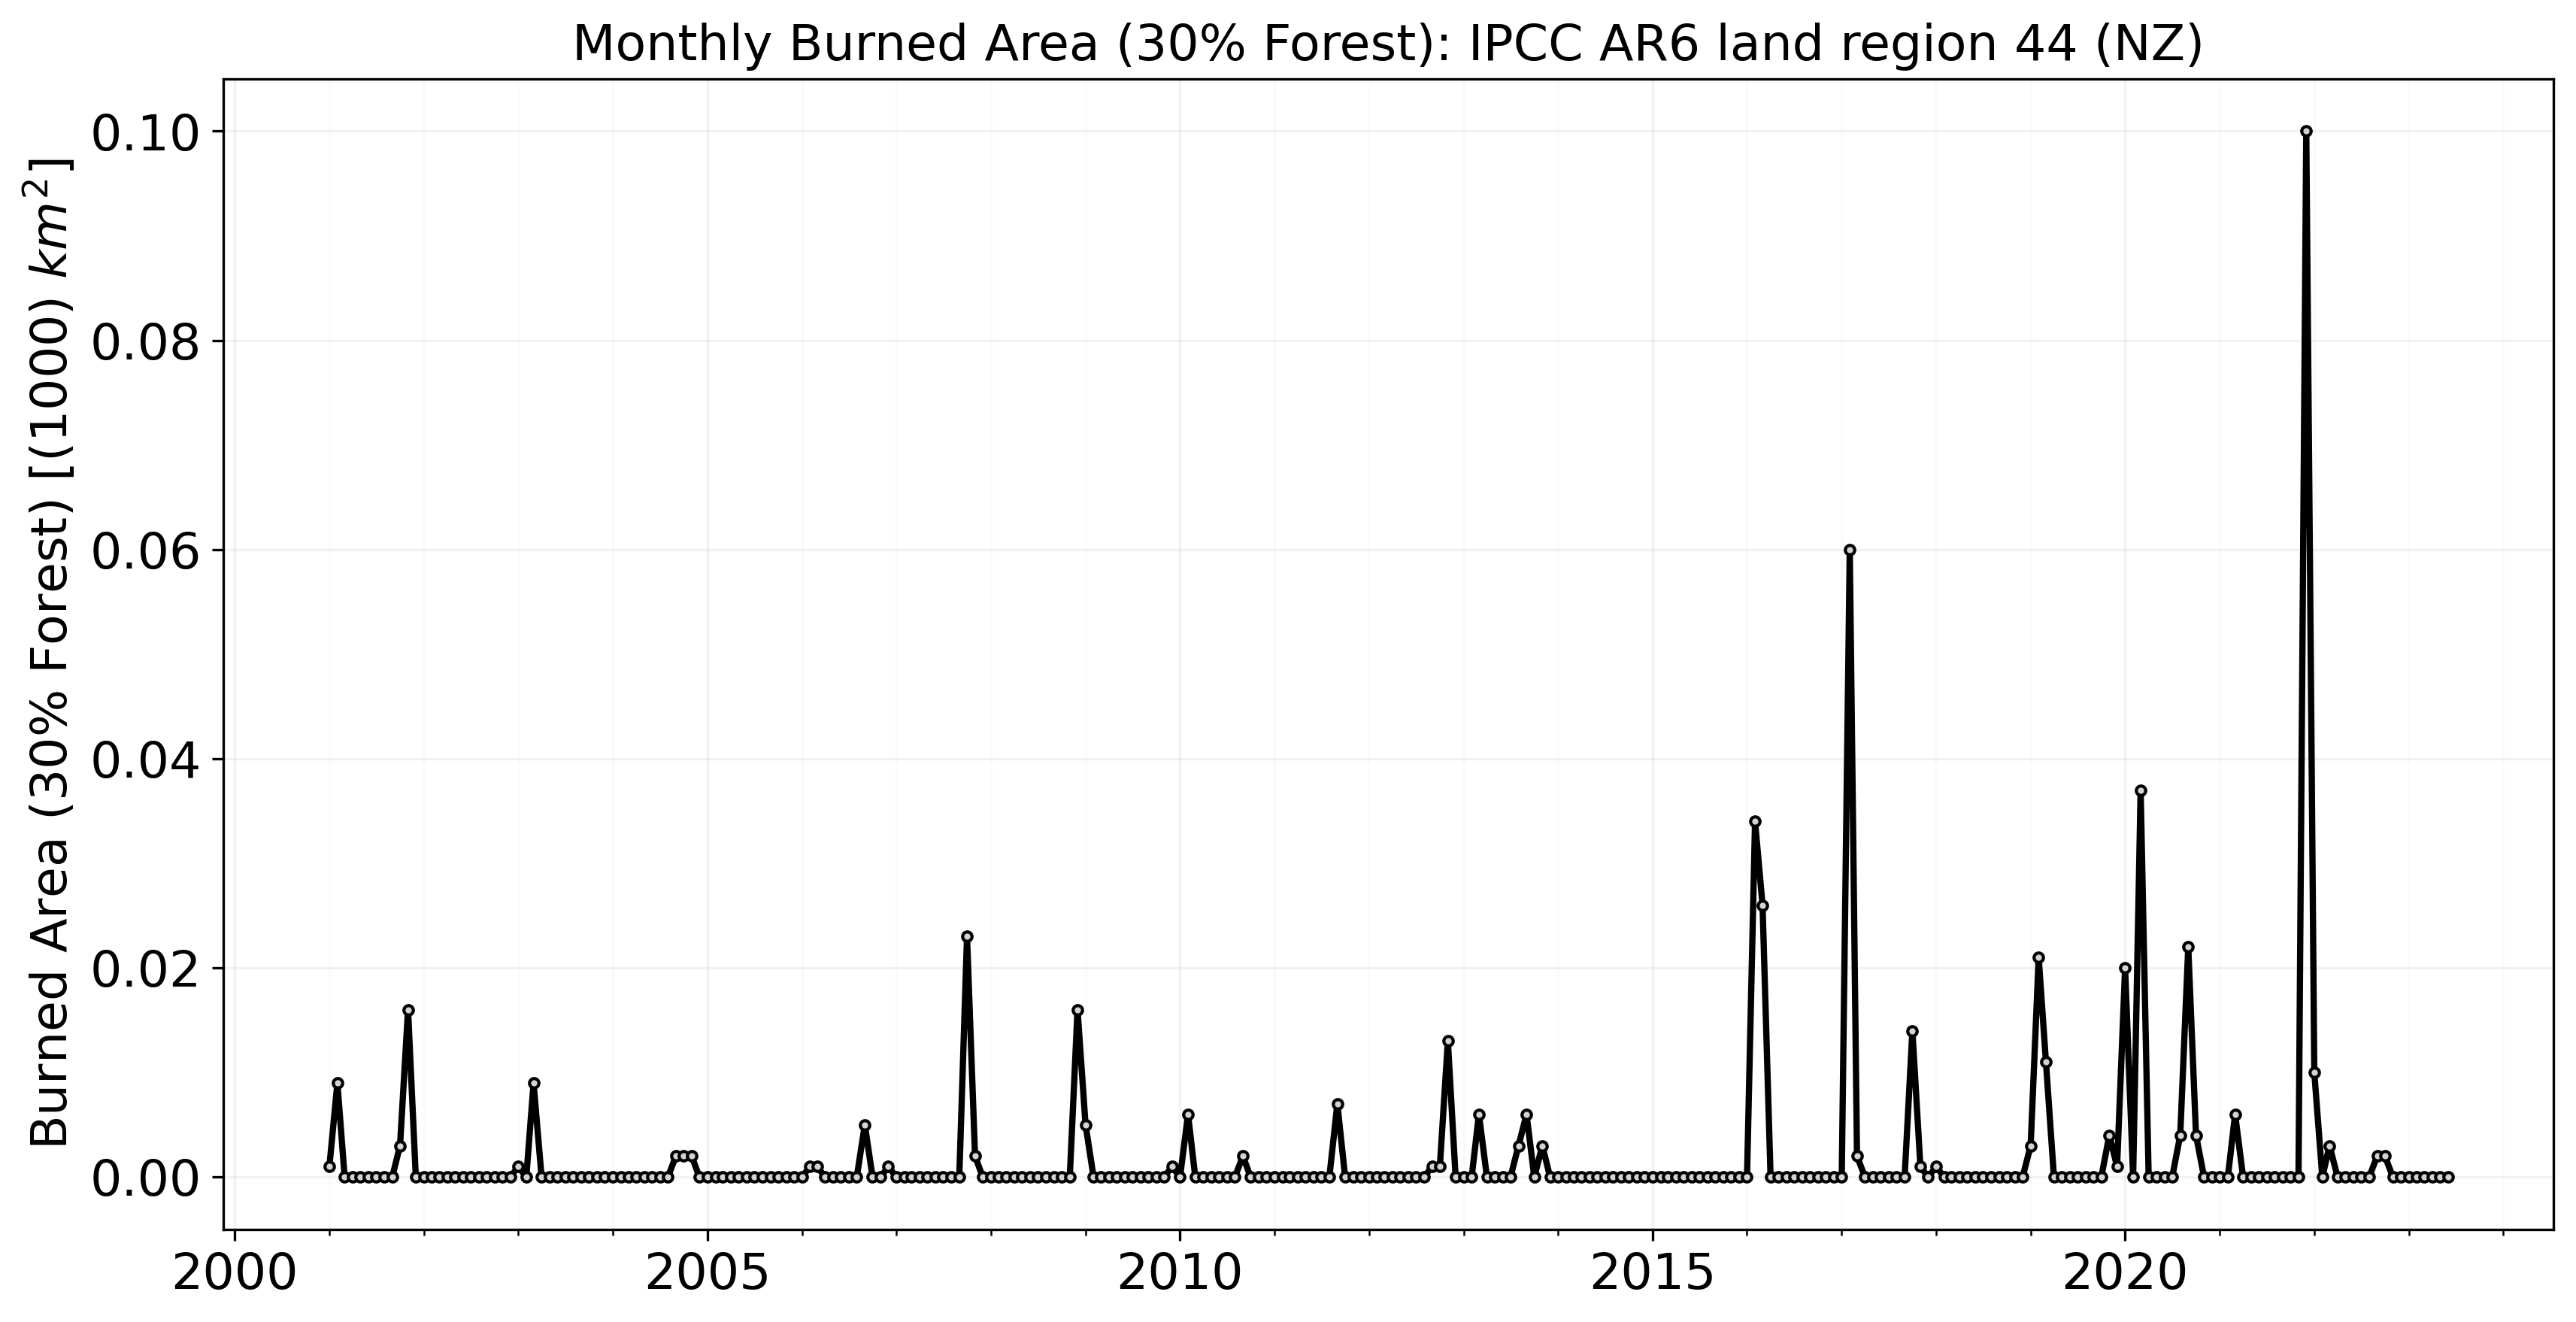 Monthly Burned Area (30% Forest): IPCC AR6 land region 44 (NZ)
Burned Area (30% Forest) [(1000) km²]
0.10
0.08
0.06
0.04
0.02
0.00
2000 2005 2010 2015 2020